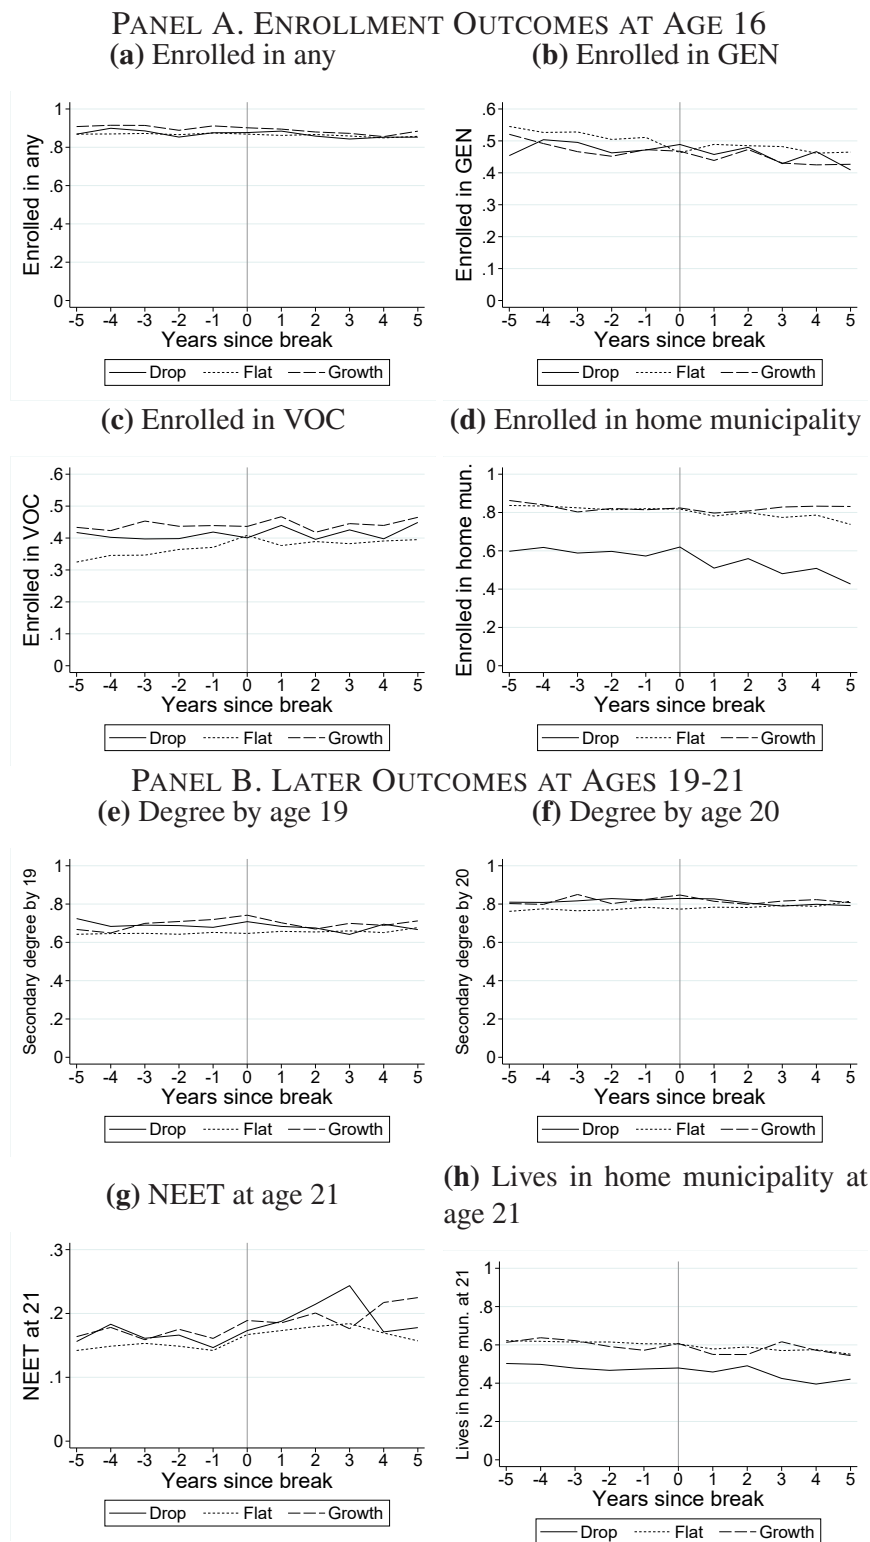 PANEL A. ENROLLMENT OUTCOMES AT AGE 16
(a) Enrolled in any
(b) Enrolled in GEN
Enrolled in any
1
.8
.6
.4
.2
0
-5 -4 -3 -2 -1 0 1 2 3 4 5
Years since break
Drop Flat Growth
Enrolled in GEN
.6
.5
.4
.3
.2
.1
0
-5 -4 -3 -2 -1 0 1 2 3 4 5
Years since break
Drop Flat Growth
(c) Enrolled in VOC
(d) Enrolled in home municipality
Enrolled in VOC
.6
.5
.4
.3
.2
.1
0
-5 -4 -3 -2 -1 0 1 2 3 4 5
Years since break
Drop Flat Growth
Enrolled in home mun.
1
.8
.6
.4
.2
0
-5 -4 -3 -2 -1 0 1 2 3 4 5
Years since break
Drop Flat Growth
PANEL B. LATER OUTCOMES AT AGES 19-21
(e) Degree by age 19
(f) Degree by age 20
Secondary degree by 19
1
.8
.6
.4
.2
0
-5 -4 -3 -2 -1 0 1 2 3 4 5
Years since break
Drop Flat Growth
Secondary degree by 20
1
.8
.6
.4
.2
0
-5 -4 -3 -2 -1 0 1 2 3 4 5
Years since break
Drop Flat Growth
(g) NEET at age 21
(h) Lives in home municipality at
age 21
NEET at 21
.3
.2
.1
0
-5 -4 -3 -2 -1 0 1 2 3 4 5
Years since break
Drop Flat Growth
Lives in home mun. at 21
1
.8
.6
.4
.2
0
-5 -4 -3 -2 -1 0 1 2 3 4 5
Years since break
Drop Flat Growth